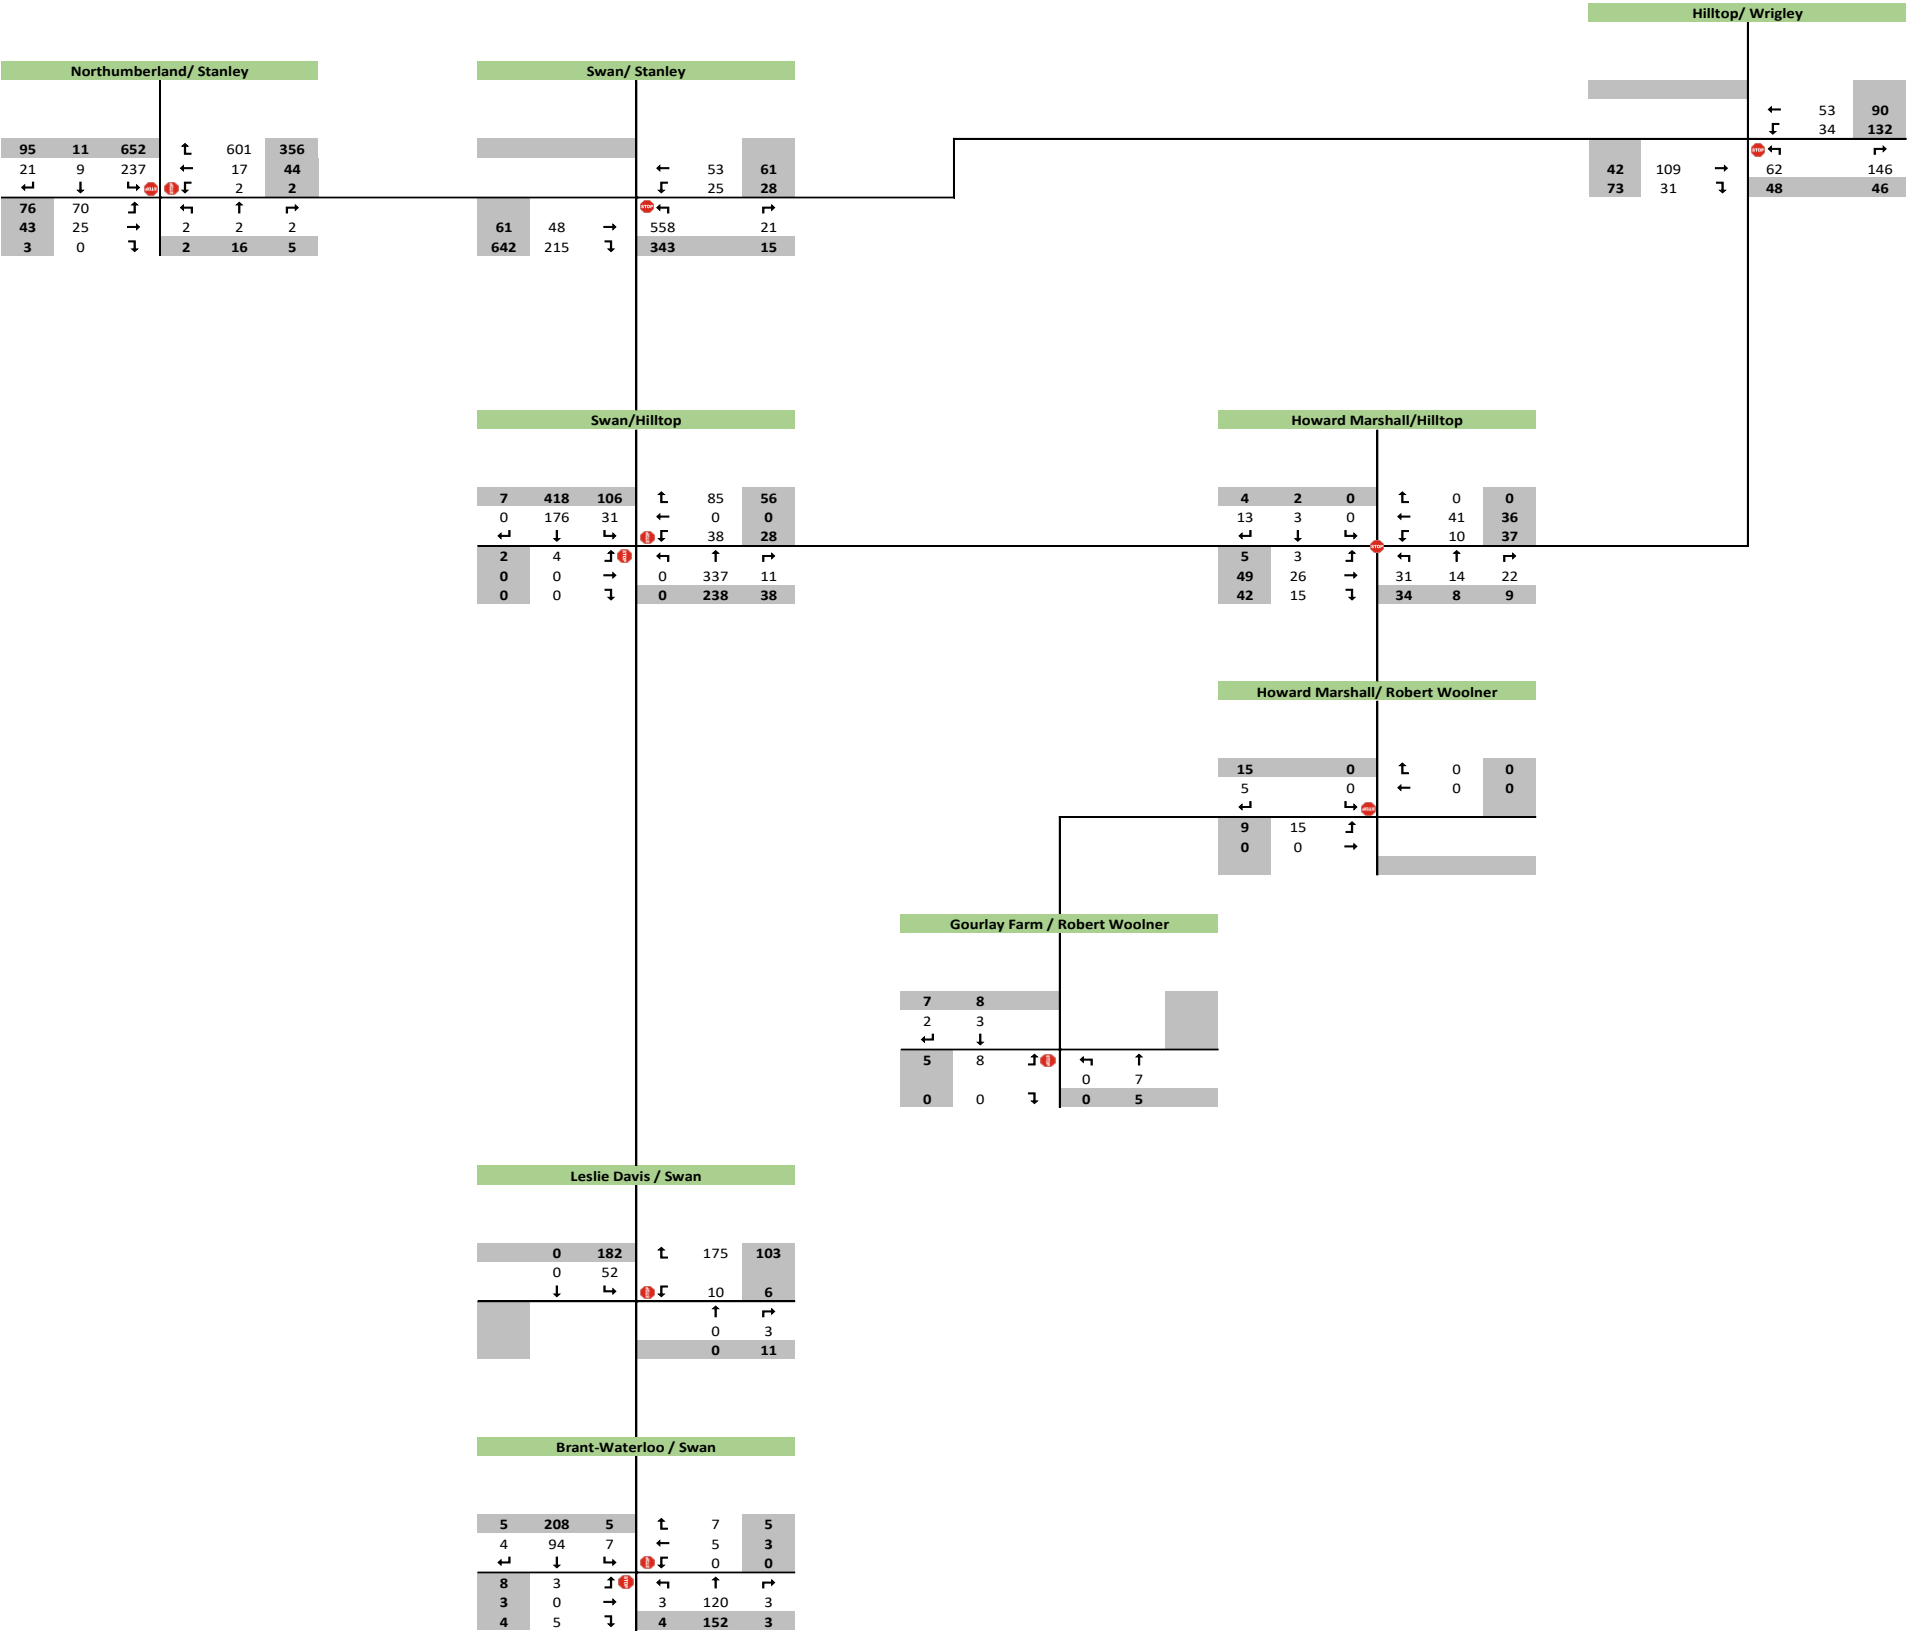 Hilltop/ Wrigley
← 53 90
34 132
STOP
42 109 → 62 146
73 31 48 46
Northumberland/ Stanley
95 11 652 601 356
21 9 237 ← 17 44
↓ 2 2
76 70 ↑
43 25 → 2 2 2
3 0 2 16 5
Swan/ Stanley
← 53 61
25 28
STOP
61 48 → 558 21
642 215 343 15
Swan/Hilltop
7 418 106 85 56
0 176 31 ← 0 0
↓ 38 28
2 4 ↑
0 0 → 0 337 11
0 0 0 238 38
Howard Marshall/Hilltop
4 2 0 0 0
13 3 0 ← 41 36
↓ 10 37
STOP
5 3 ↑
49 26 → 31 14 22
42 15 34 8 9
Howard Marshall/ Robert Woolner
15 0 0 0
5 0 ← 0 0
9 15
0 0 →
Gourlay Farm / Robert Woolner
7 8
2 3
↓
5 8 ↑
0 7
0 0 0 5
Leslie Davis / Swan
0 182 175 103
0 52
↓ 10 6
↑
0 3
0 11
Brant-Waterloo / Swan
5 208 5 7 5
4 94 7 ← 5 3
↓ 0 0
8 3 ↑
3 0 → 3 120 3
4 5 4 152 3